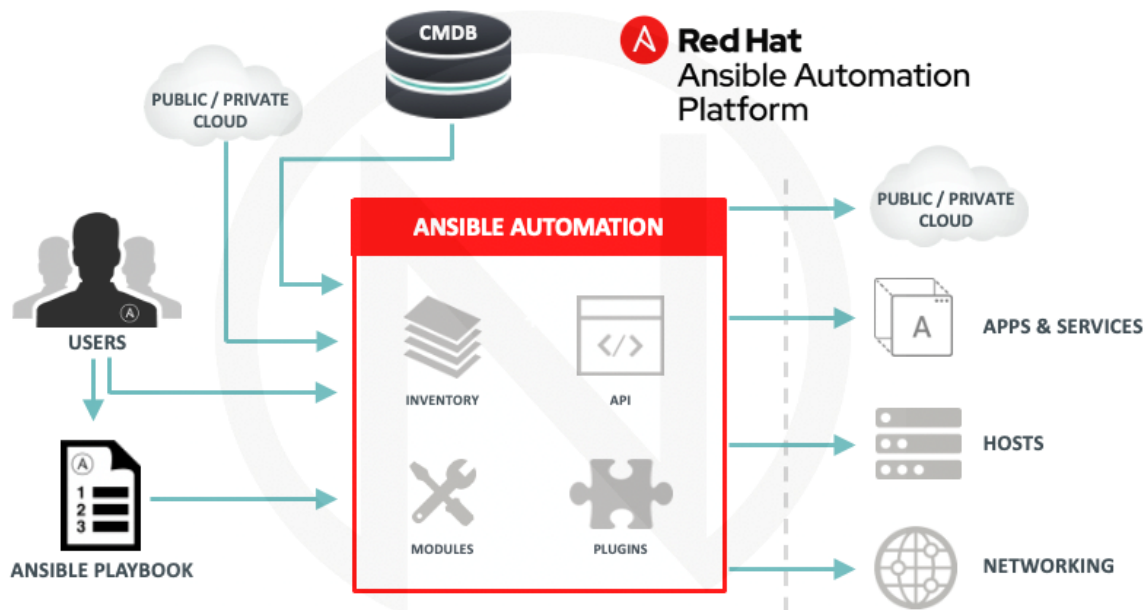 CMDB
Red Hat
Ansible Automation
Platform
PUBLIC / PRIVATE
CLOUD
PUBLIC / PRIVATE
CLOUD
ANSIBLE AUTOMATION
A
USERS
INVENTORY
</>
API
A
APPS & SERVICES
A
1
2
3
HOSTS
MODULES
PLUGINS
ANSIBLE PLAYBOOK
NETWORKING